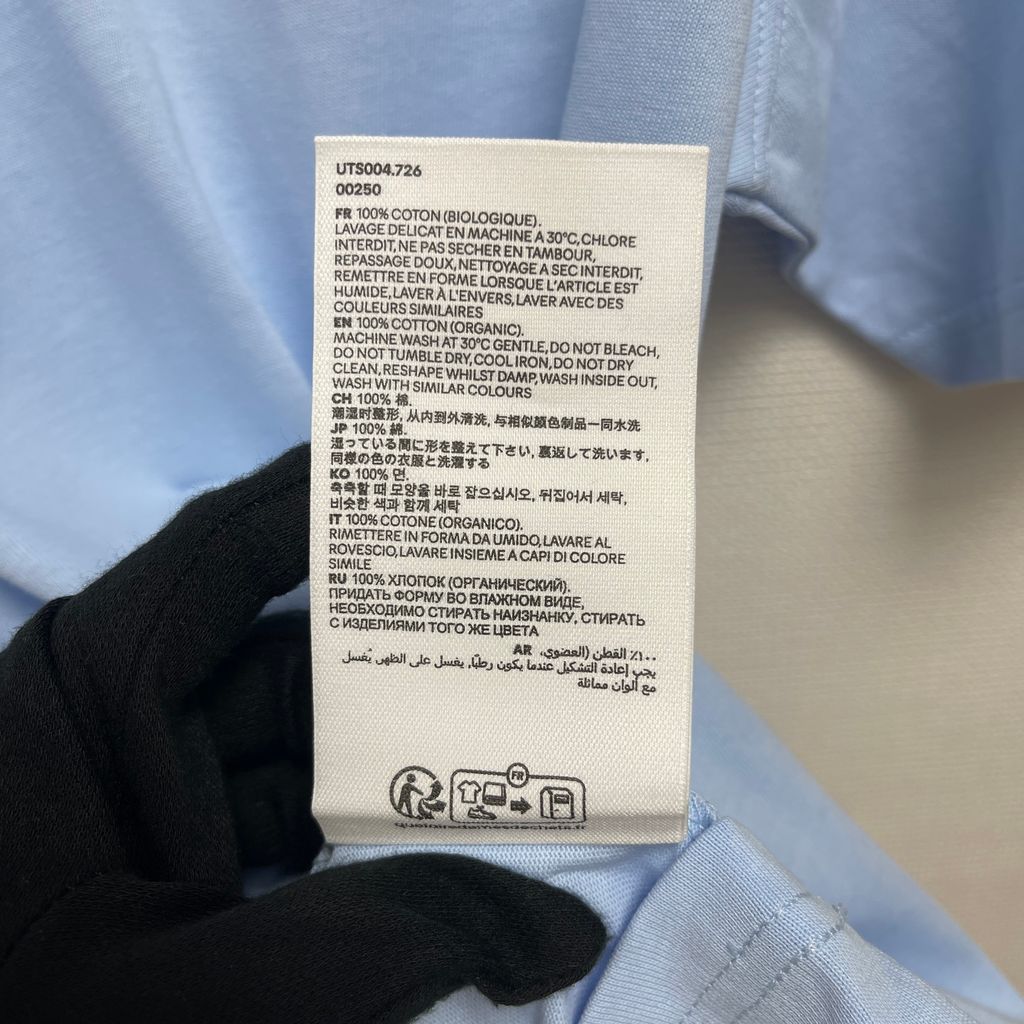 UTS004.726
00250
FR 100% COTON (BIOLOGIQUE).
LAVAGE DELICAT EN MACHINE A 30°C, CHLORE
INTERDIT, NE PAS SECHER EN TAMBOUR,
REPASSAGE DOUX, NETTOYAGE A SEC INTERDIT,
REMETTRE EN FORME LORSQUE L'ARTICLE EST
HUMIDE, LAVER À L'ENVERS, LAVER AVEC DES
COULEURS SIMILAIRES
EN 100% COTTON (ORGANIC).
MACHINE WASH AT 30°C GENTLE, DO NOT BLEACH,
DO NOT TUMBLE DRY, COOL IRON, DO NOT DRY
CLEAN, RESHAPE WHILST DAMP, WASH INSIDE OUT,
WASH WITH SIMILAR COLOURS
CH 100% 棉.
潮湿时整形, 从内到外清洗, 与相似颜色制品一同水洗
JP 100% 綿.
湿っている間に形を整えて下さい, 裏返して洗います,
同様の色の衣服と洗濯する
KO 100% 면.
축축할 때 모양을 바로 잡으십시오, 뒤집어서 세탁,
비슷한 색과 함께 세탁
IT 100% COTONE (ORGANICO).
RIMETTERE IN FORMA DA UMIDO, LAVARE AL
ROVESCIO, LAVARE INSIEME A CAPI DI COLORE
SIMILE
RU 100% ХЛОПОК (ОРГАНИЧЕСКИЙ).
ПРИДАТЬ ФОРМУ ВО ВЛАЖНОМ ВИДЕ,
НЕОБХОДИМО СТИРАТЬ НАИЗНАНКУ, СТИРАТЬ
С ИЗДЕЛИЯМИ ТОГО ЖЕ ЦВЕТА
AR ١٠٠٪ القطن (العضوي،
يجب إعادة التشكيل عندما يكون رطبًا, يغسل على الظهر, يُغسل
مع ألوان مماثلة
FR
quefairedemesdechets.fr